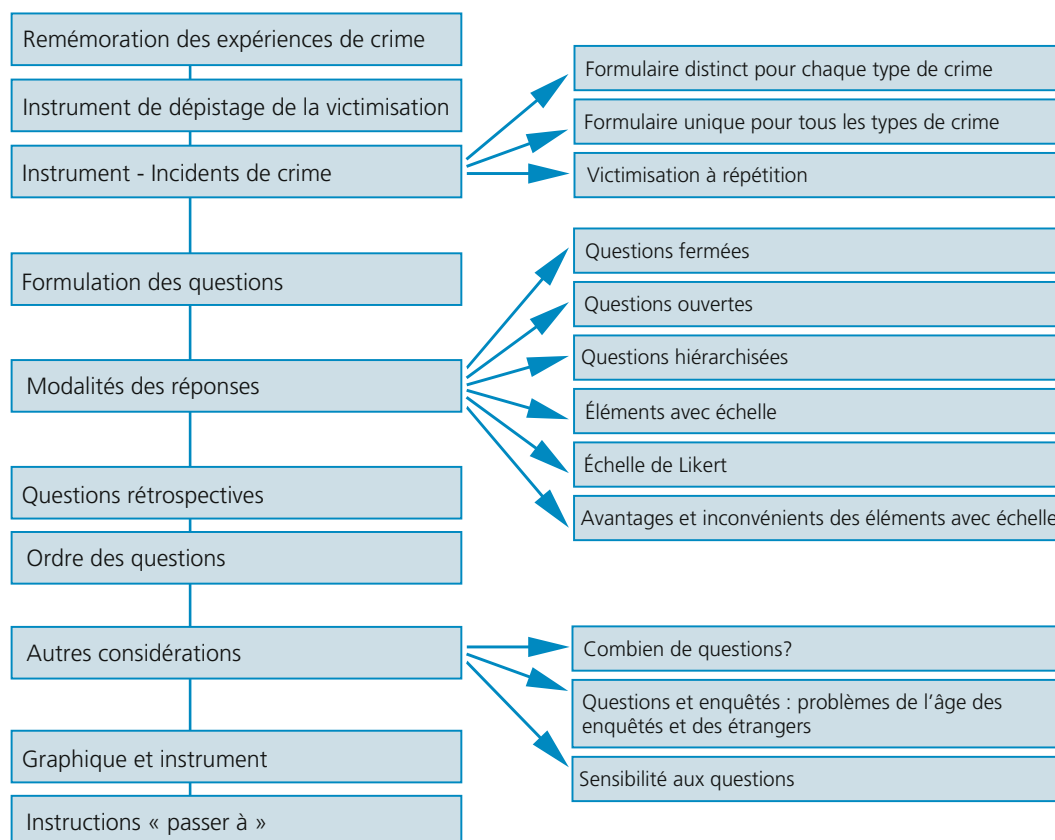 Remémoration des expériences de crime
Instrument de dépistage de la victimisation
Instrument - Incidents de crime
Formulaire distinct pour chaque type de crime
Formulaire unique pour tous les types de crime
Victimisation à répétition
Formulation des questions
Modalités des réponses
Questions fermées
Questions ouvertes
Questions hiérarchisées
Éléments avec échelle
Échelle de Likert
Avantages et inconvénients des éléments avec échelle
Questions rétrospectives
Ordre des questions
Autres considérations
Combien de questions?
Questions et enquêtés : problèmes de l’âge des
enquêtés et des étrangers
Sensibilité aux questions
Graphique et instrument
Instructions « passer à »